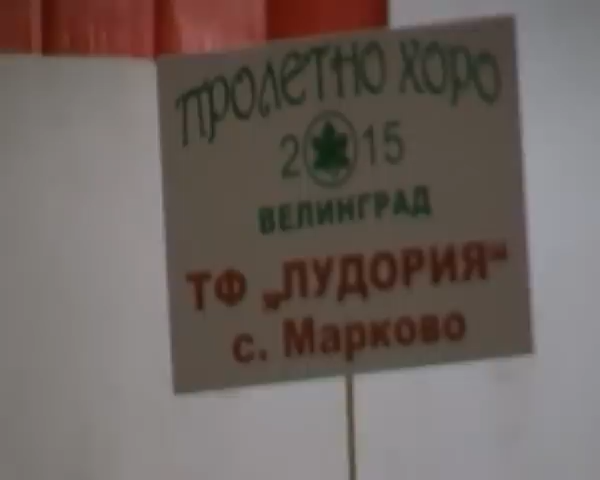 ПРОЛЕТНО ХОРО
2015
ВЕЛИНГРАД
ТФ „ЛУДОРИЯ“
с. Марково